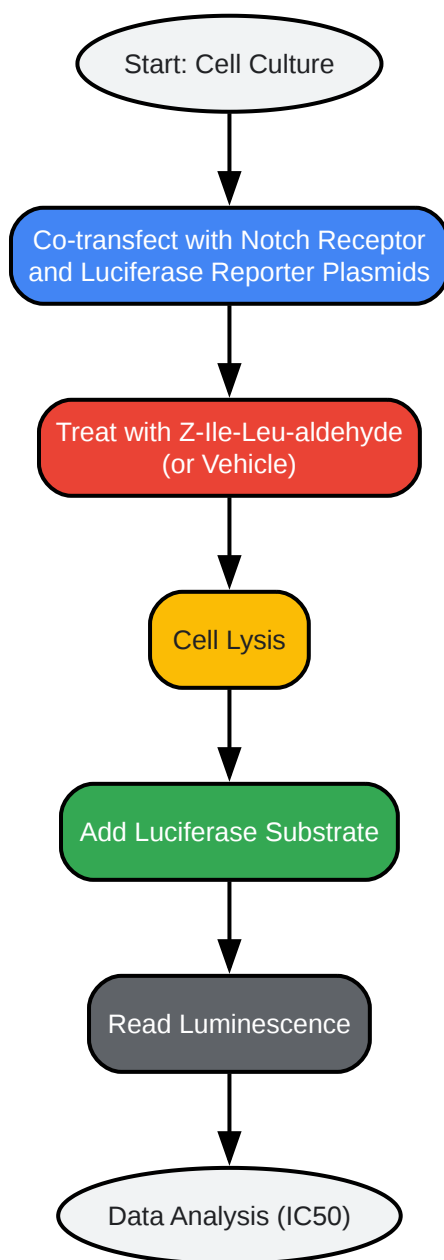 Start: Cell Culture
Co-transfect with Notch Receptor
and Luciferase Reporter Plasmids
Treat with Z-Ile-Leu-aldehyde
(or Vehicle)
Cell Lysis
Add Luciferase Substrate
Read Luminescence
Data Analysis (IC50)